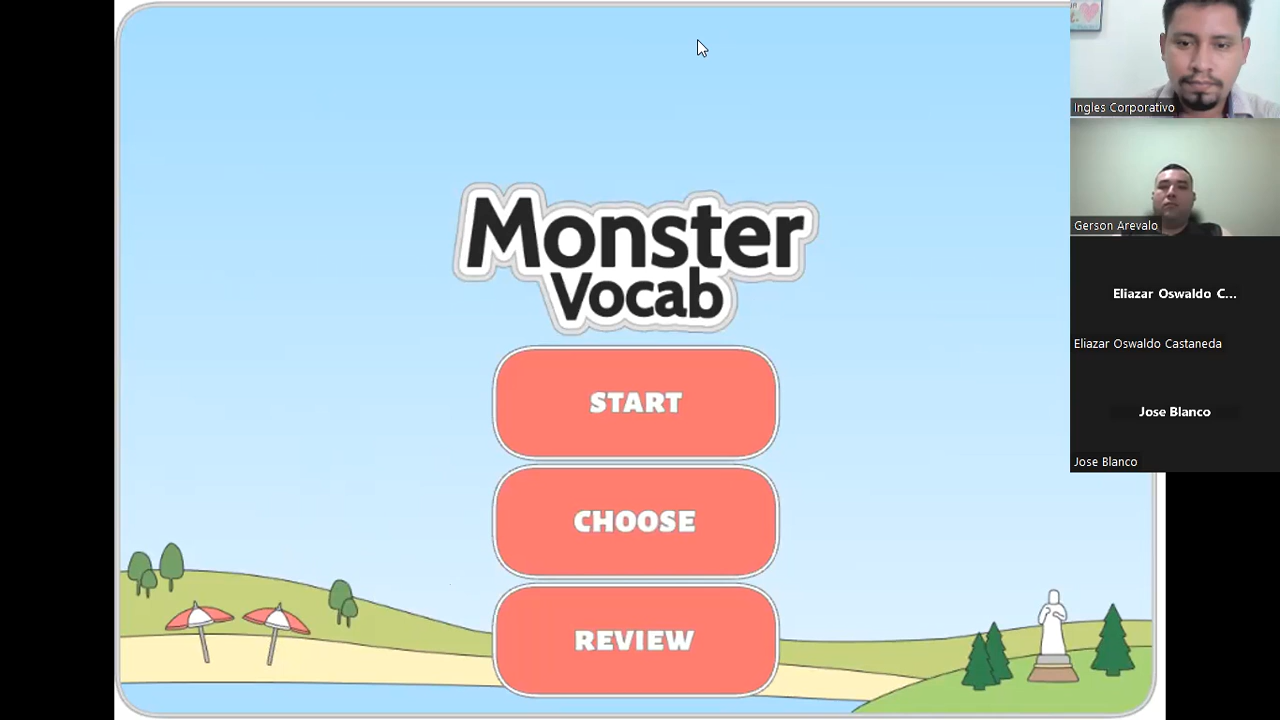 Monster
Vocab
START
CHOOSE
REVIEW
Ingles Corporativo
Gerson Arevalo
Eliazar Oswaldo C...
Eliazar Oswaldo Castaneda
Jose Blanco
Jose Blanco